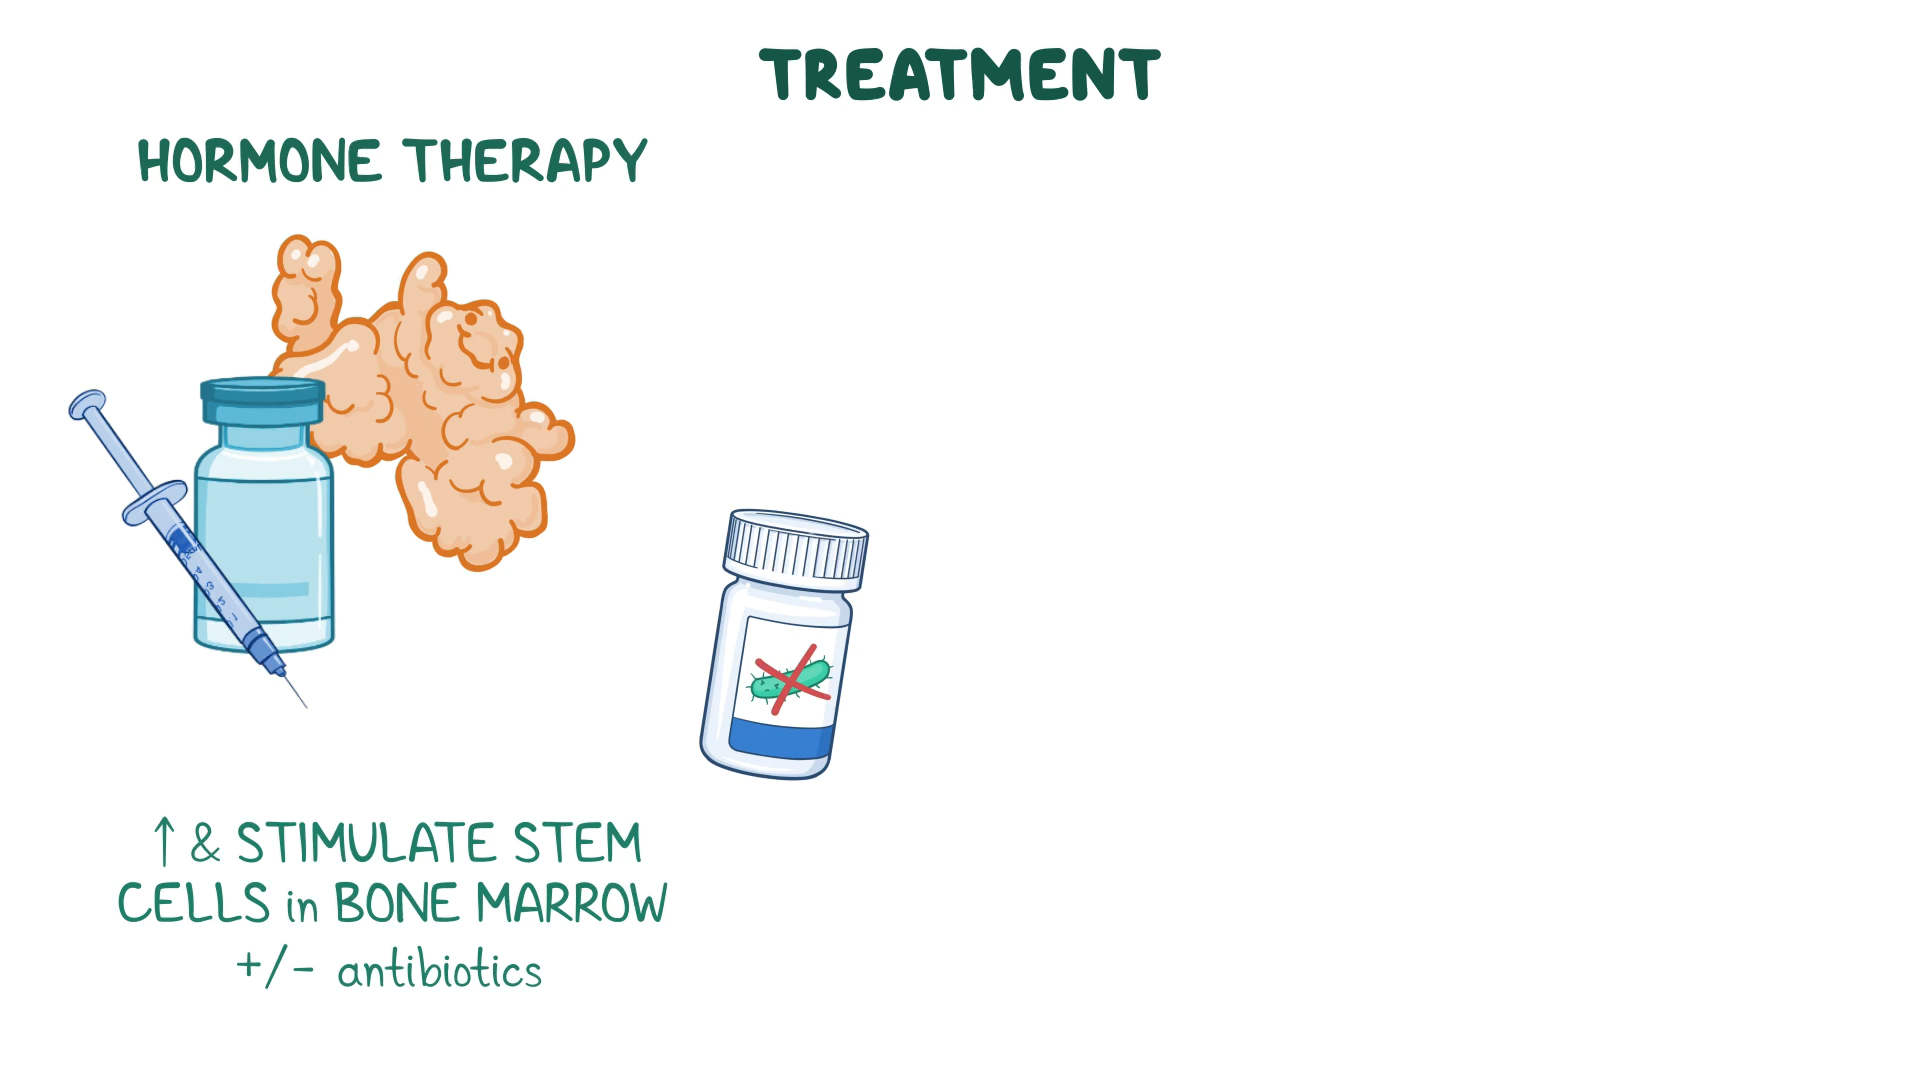 TREATMENT
HORMONE THERAPY
↑ & STIMULATE STEM
CELLS in BONE MARROW
+/- antibiotics